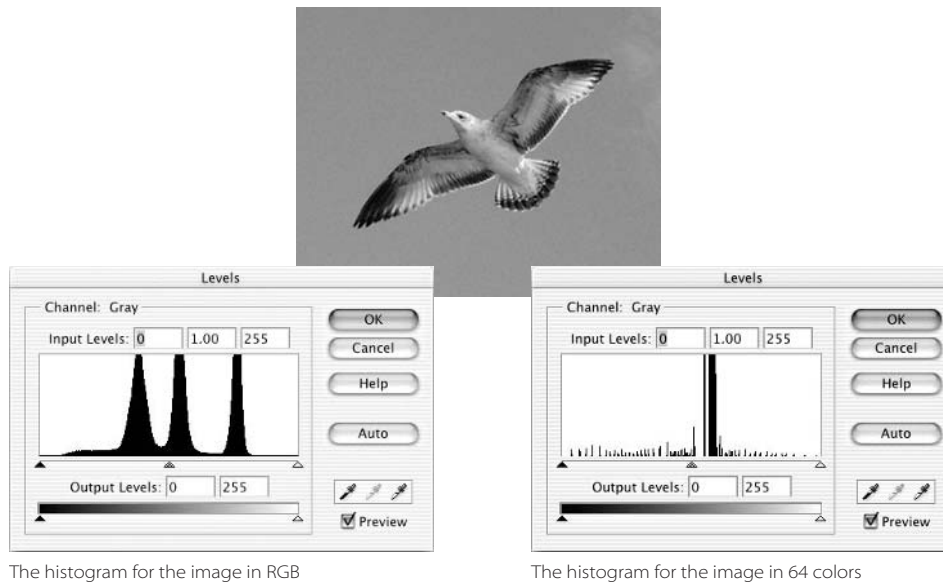 Levels
Channel: Gray
Input Levels: 0 1.00 255
OK
Cancel
Help
Auto
Output Levels: 0 255
Preview
The histogram for the image in RGB
Levels
Channel: Gray
Input Levels: 0 1.00 255
OK
Cancel
Help
Auto
Output Levels: 0 255
Preview
The histogram for the image in 64 colors